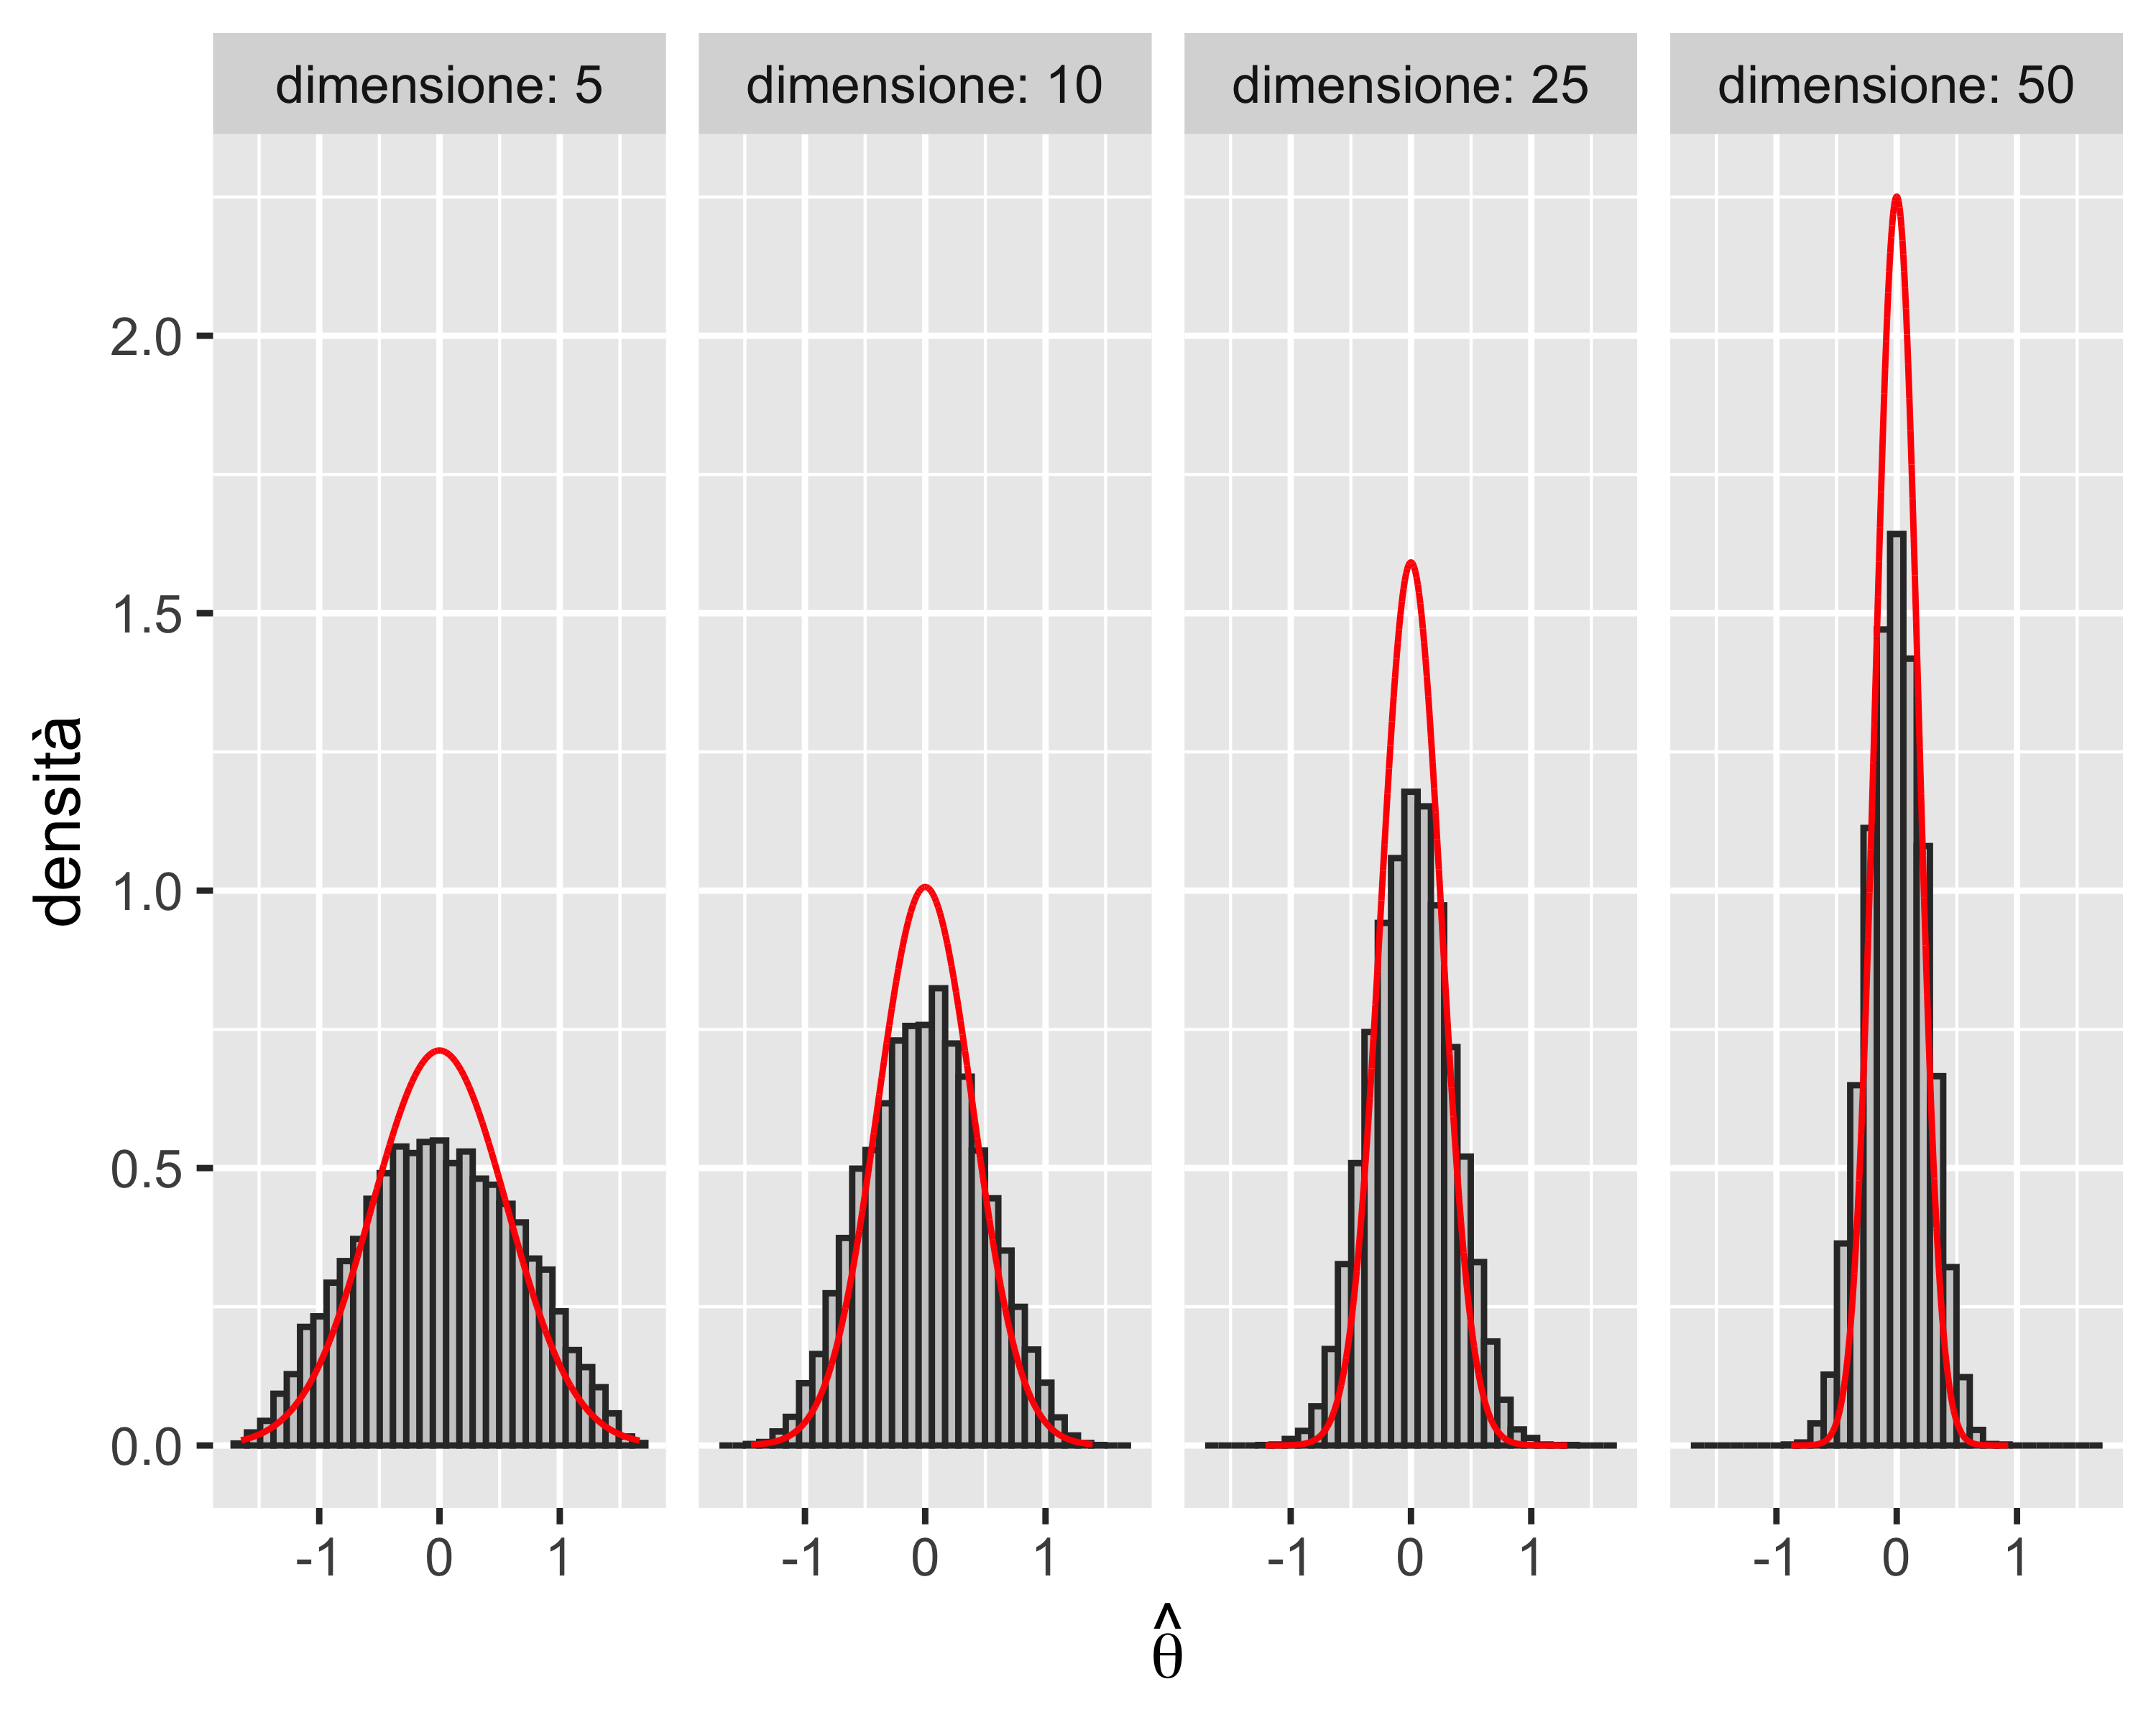 dimensione: 5
dimensione: 10
dimensione: 25
dimensione: 50
densità
2.0
1.5
1.0
0.5
0.0
-1 0 1
-1 0 1
-1 0 1
-1 0 1
θ̂